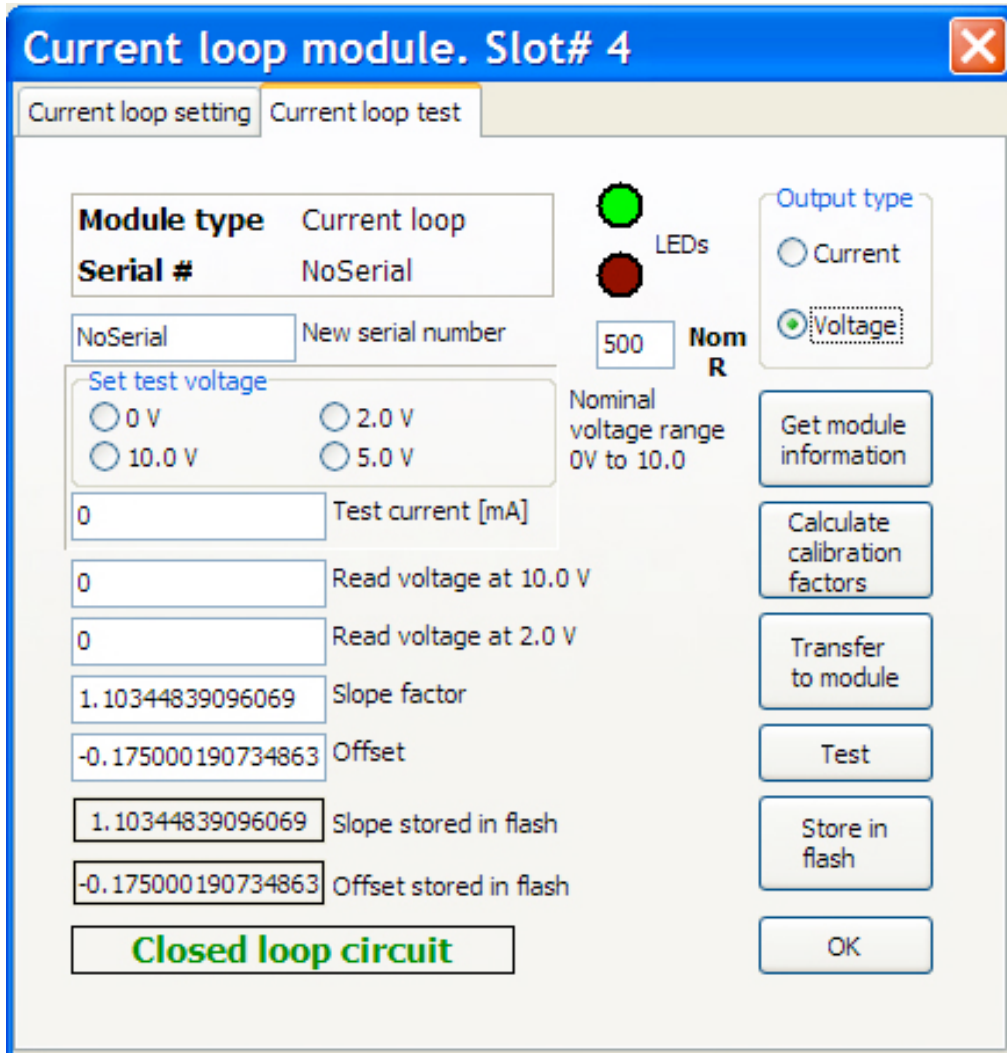 Current loop module. Slot# 4
Current loop setting
Current loop test
Module type Current loop
Serial # NoSerial
LEDs
Output type
Current
Voltage
NoSerial New serial number
500 Nom
R
Set test voltage
0 V 2.0 V
10.0 V 5.0 V
Nominal
voltage range
0V to 10.0
0 Test current [mA]
0 Read voltage at 10.0 V
0 Read voltage at 2.0 V
1.10344839096069 Slope factor
-0.175000190734863 Offset
1.10344839096069 Slope stored in flash
-0.175000190734863 Offset stored in flash
Closed loop circuit
Get module
information
Calculate
calibration
factors
Transfer
to module
Test
Store in
flash
OK